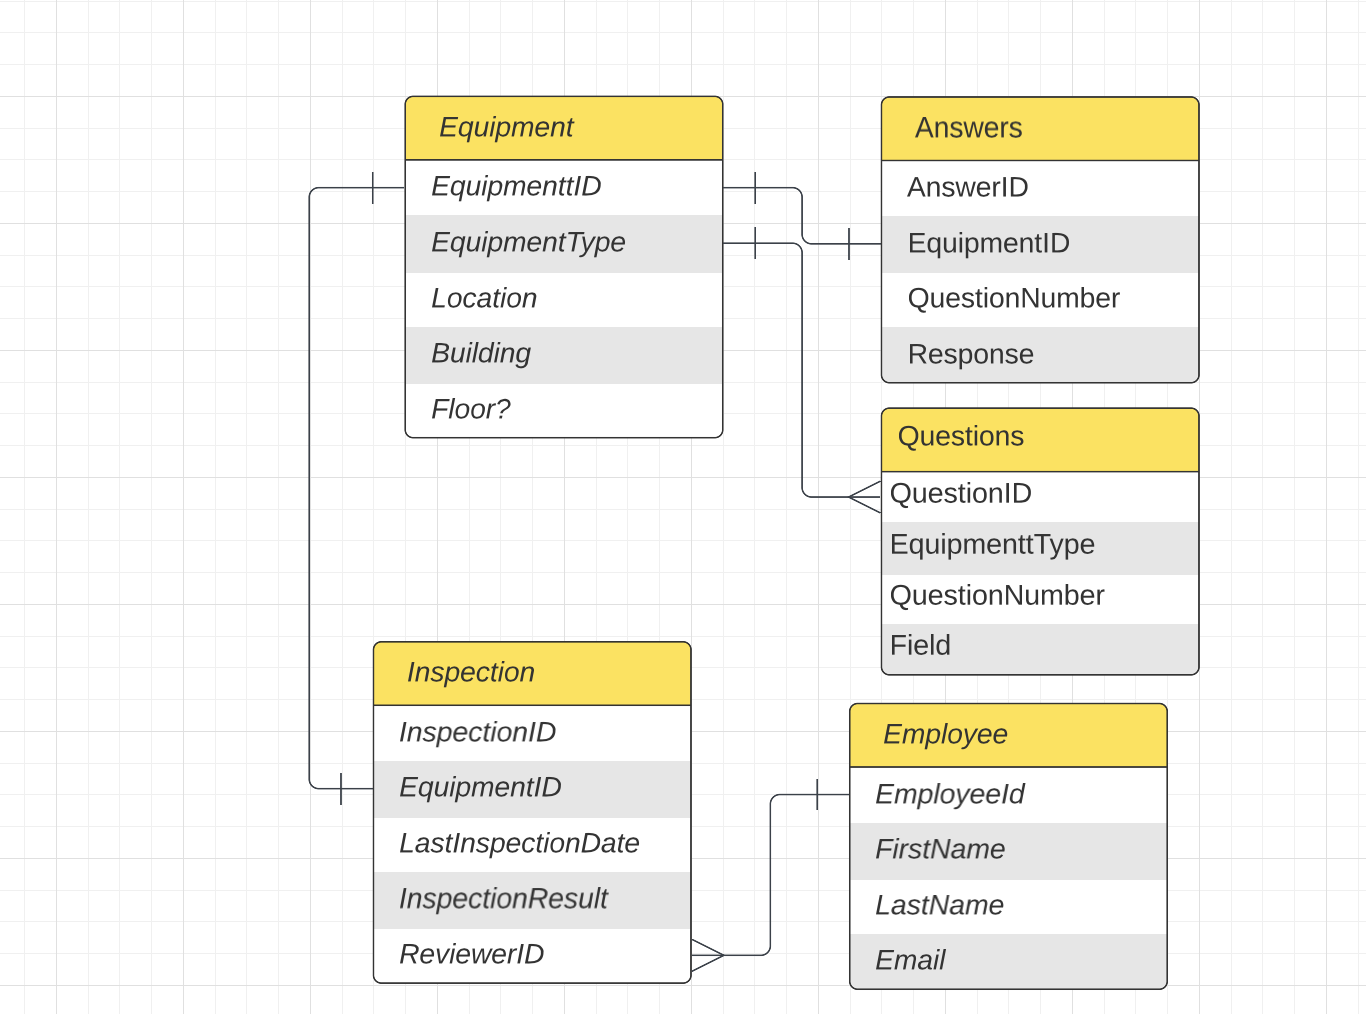 Equipment
EquipmenttID
EquipmentType
Location
Building
Floor?
Answers
AnswerID
EquipmentID
QuestionNumber
Response
Questions
QuestionID
EquipmenttType
QuestionNumber
Field
Inspection
InspectionID
EquipmentID
LastInspectionDate
InspectionResult
ReviewerID
Employee
EmployeeId
FirstName
LastName
Email